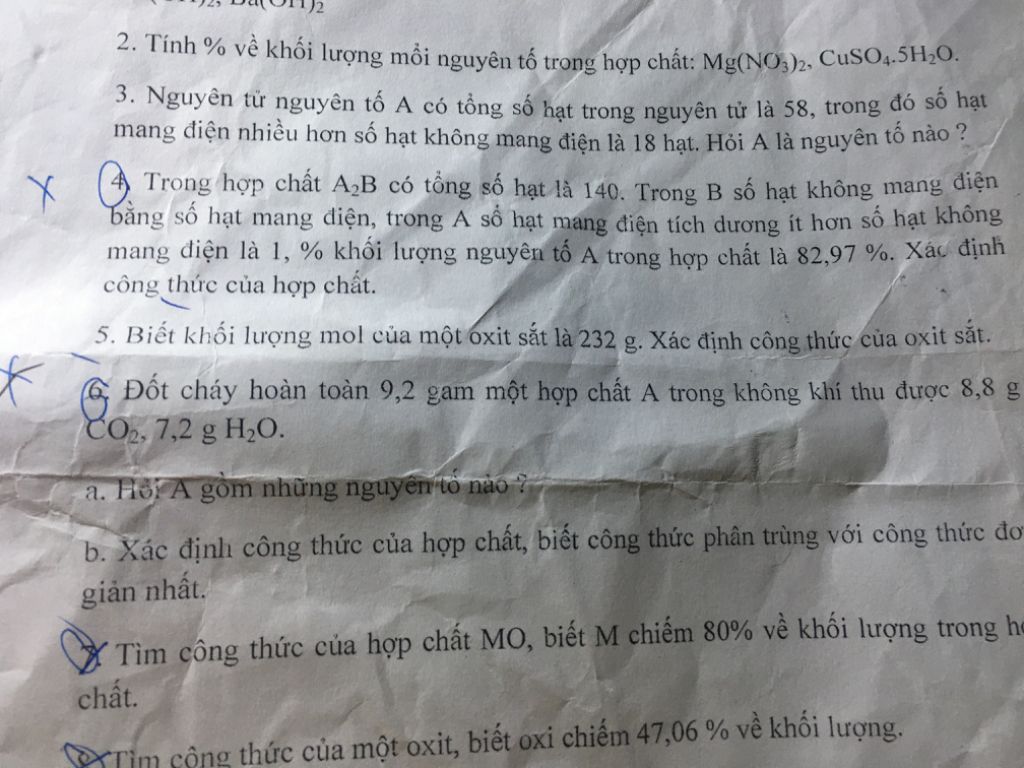 Ba(OH)₂
2. Tính % về khối lượng mỗi nguyên tố trong hợp chất: Mg(NO₃)₂, CuSO₄.5H₂O.
3. Nguyên tử nguyên tố A có tổng số hạt trong nguyên tử là 58, trong đó số hạt
mang điện nhiều hơn số hạt không mang điện là 18 hạt. Hỏi A là nguyên tố nào ?
4. Trong hợp chất A₂B có tổng số hạt là 140. Trong B số hạt không mang điện
bằng số hạt mang điện, trong A số hạt mang điện tích dương ít hơn số hạt không
mang điện là 1, % khối lượng nguyên tố A trong hợp chất là 82,97 %. Xác định
công thức của hợp chất.
5. Biết khối lượng mol của một oxit sắt là 232 g. Xác định công thức của oxit sắt.
6. Đốt cháy hoàn toàn 9,2 gam một hợp chất A trong không khí thu được 8,8 g
CO₂, 7,2 g H₂O.
a. Hỏi A gồm những nguyên tố nào ?
b. Xác định công thức của hợp chất, biết công thức phân trùng với công thức đơ
giản nhất.
7. Tìm công thức của hợp chất MO, biết M chiếm 80% về khối lượng trong h
chất.
Tìm công thức của một oxit, biết oxi chiếm 47,06 % về khối lượng.